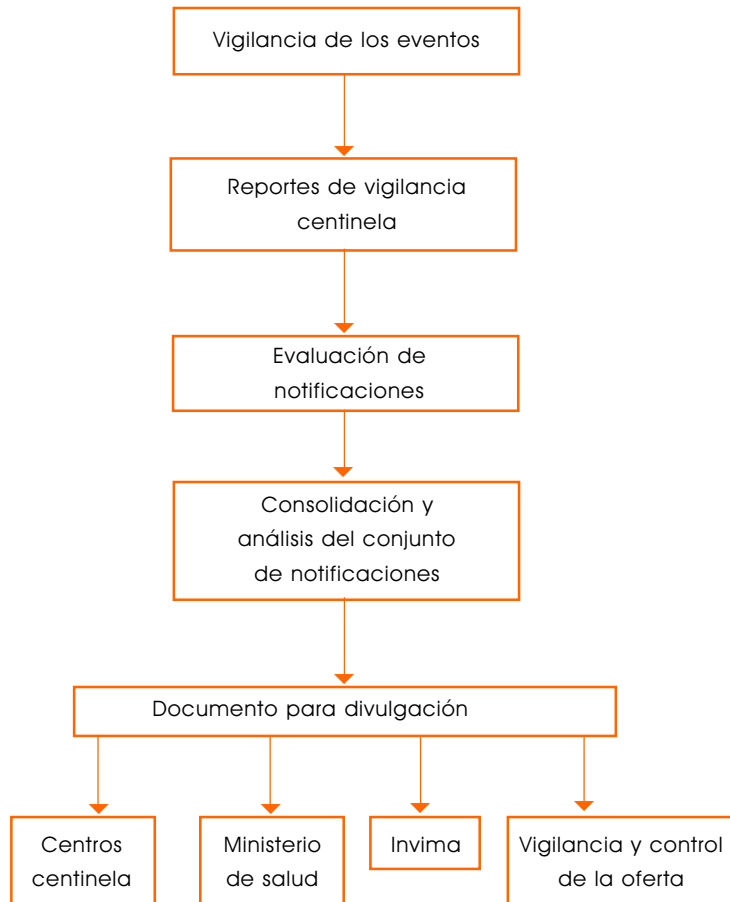 Vigilancia de los eventos
Reportes de vigilancia
centinela
Evaluación de
notificaciones
Consolidación y
análisis del conjunto
de notificaciones
Documento para divulgación
Centros
centinela
Ministerio
de salud
Invima
Vigilancia y control
de la oferta